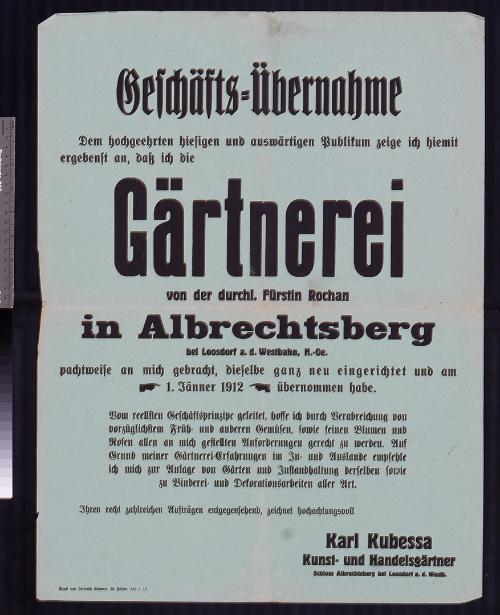 Geschäfts=Übernahme
Dem hochgeehrten hiesigen und auswärtigen Publikum zeige ich hiemit
ergebenst an, daß ich die
Gärtnerei
von der durchl. Fürstin Rochan
in Albrechtsberg
bei Loosdorf a. d. Westbahn, N.-Oe.
pachtweise an mich gebracht, dieselbe ganz neu eingerichtet und am
1. Jänner 1912 übernommen habe.
Vom reellsten Geschäftsprinzipe geleitet, hoffe ich durch Verabreichung von
vorzüglichstem Früh- und anderen Gemüsen, sowie feinen Blumen und
Rosen allen an mich gestellten Anforderungen gerecht zu werden. Auf
Grund meiner Gärtnerei-Erfahrungen im In- und Auslande empfehle
ich mich zur Anlage von Gärten und Instandhaltung derselben sowie
zu Binderei- und Dekorationsarbeiten aller Art.
Ihren recht zahlreichen Aufträgen entgegensehend, zeichnet hochachtungsvoll
Karl Kubessa
Kunst- und Handelsgärtner
Schloss Albrechtsberg bei Loosdorf a. d. Westb.
Druck von St. Pölten